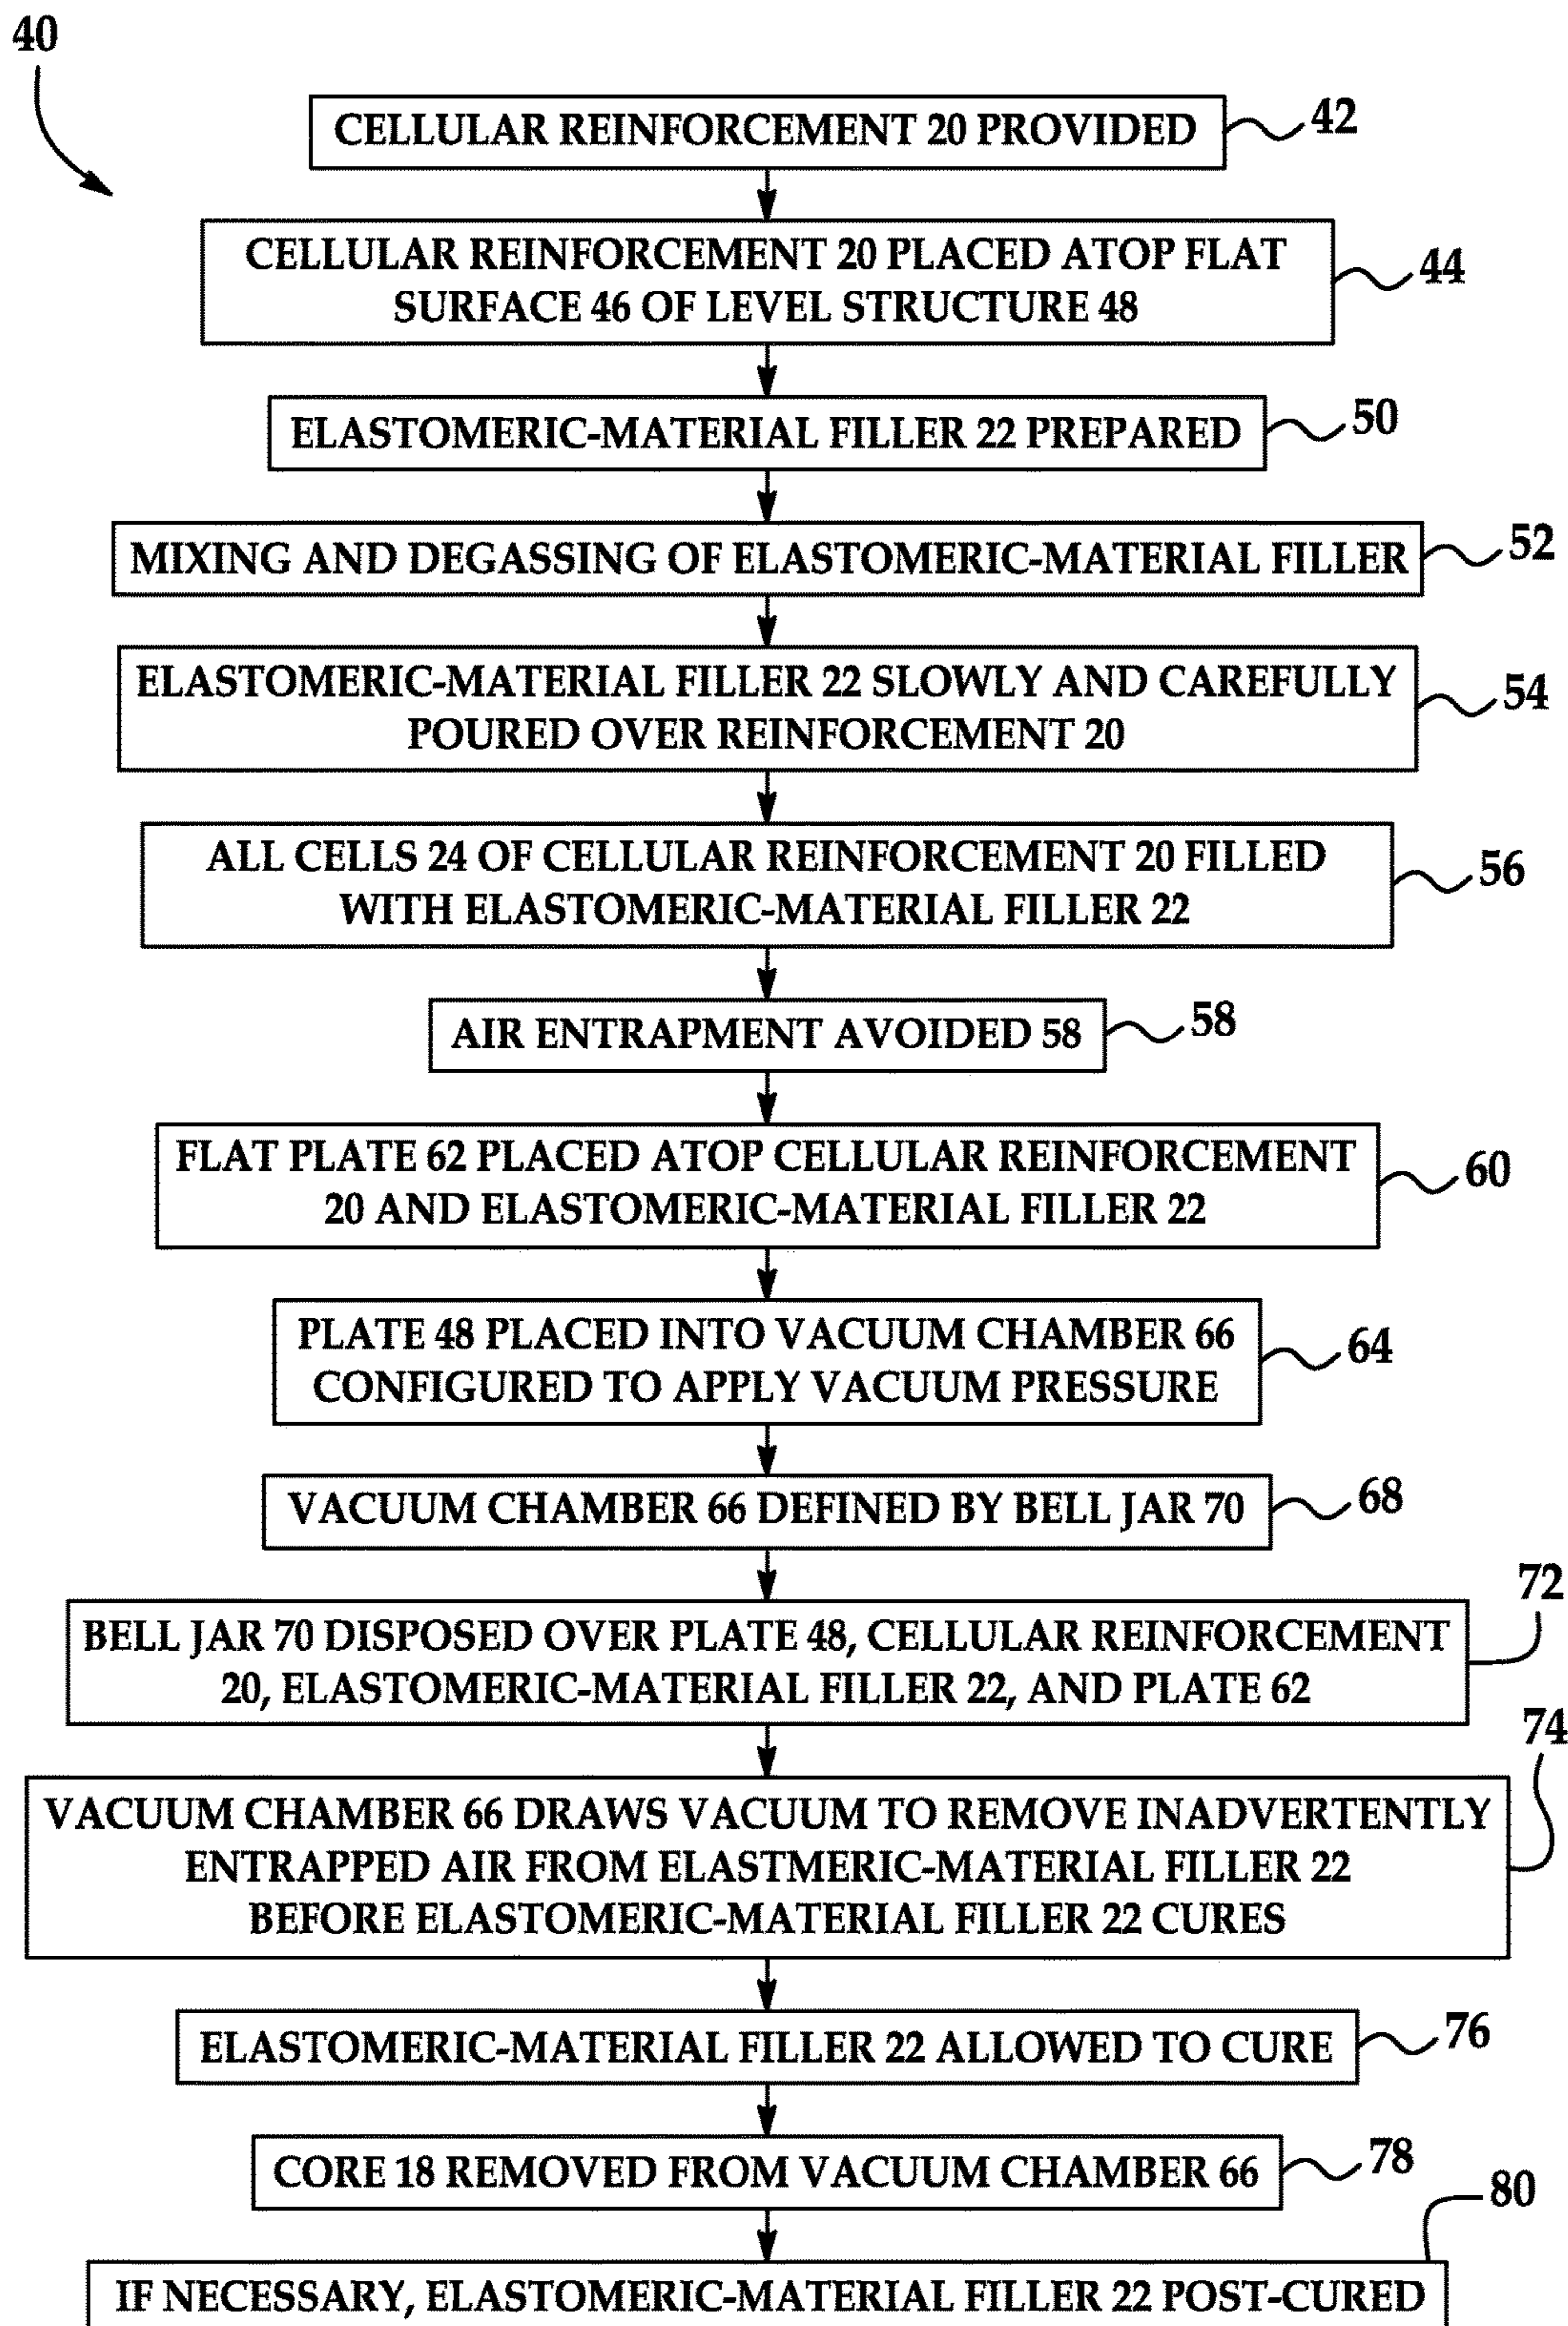 40
CELLULAR REINFORCEMENT 20 PROVIDED
42
CELLULAR REINFORCEMENT 20 PLACED ATOP FLAT
SURFACE 46 OF LEVEL STRUCTURE 48
44
ELASTOMERIC-MATERIAL FILLER 22 PREPARED
50
MIXING AND DEGASSING OF ELASTOMERIC-MATERIAL FILLER
52
ELASTOMERIC-MATERIAL FILLER 22 SLOWLY AND CAREFULLY
POURED OVER REINFORCEMENT 20
54
ALL CELLS 24 OF CELLULAR REINFORCEMENT 20 FILLED
WITH ELASTOMERIC-MATERIAL FILLER 22
56
AIR ENTRAPMENT AVOIDED 58
58
FLAT PLATE 62 PLACED ATOP CELLULAR REINFORCEMENT
20 AND ELASTOMERIC-MATERIAL FILLER 22
60
PLATE 48 PLACED INTO VACUUM CHAMBER 66
CONFIGURED TO APPLY VACUUM PRESSURE
64
VACUUM CHAMBER 66 DEFINED BY BELL JAR 70
68
BELL JAR 70 DISPOSED OVER PLATE 48, CELLULAR REINFORCEMENT
20, ELASTOMERIC-MATERIAL FILLER 22, AND PLATE 62
72
VACUUM CHAMBER 66 DRAWS VACUUM TO REMOVE INADVERTENTLY
ENTRAPPED AIR FROM ELASTMERIC-MATERIAL FILLER 22
BEFORE ELASTOMERIC-MATERIAL FILLER 22 CURES
74
ELASTOMERIC-MATERIAL FILLER 22 ALLOWED TO CURE
76
CORE 18 REMOVED FROM VACUUM CHAMBER 66
78
IF NECESSARY, ELASTOMERIC-MATERIAL FILLER 22 POST-CURED
80